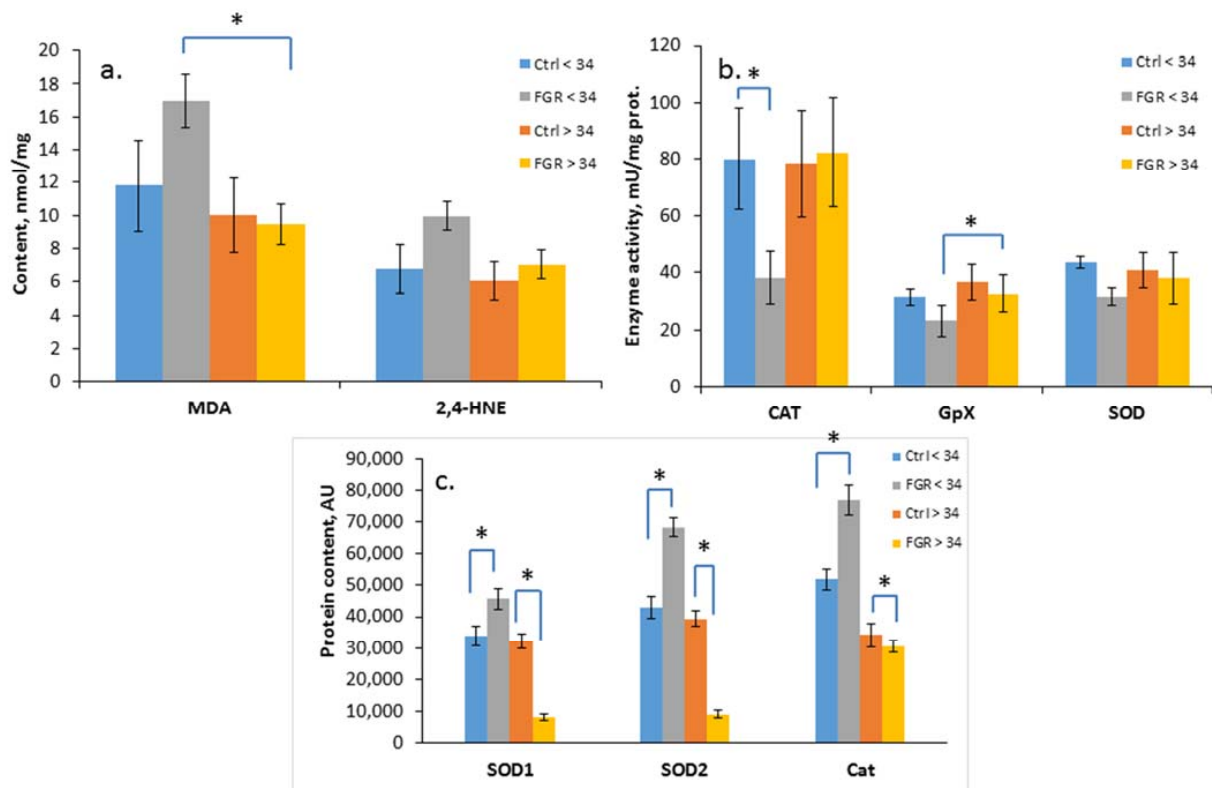 a.
*
Content, nmol/mg
20
18
16
14
12
10
8
6
4
2
0
MDA
2,4-HNE
Ctrl < 34
FGR < 34
Ctrl > 34
FGR > 34
b.
*
*
Enzyme activity, mU/mg prot.
120
100
80
60
40
20
0
CAT
GpX
SOD
Ctrl < 34
FGR < 34
Ctrl > 34
FGR > 34
c.
*
*
*
*
*
*
Protein content, AU
90,000
80,000
70,000
60,000
50,000
40,000
30,000
20,000
10,000
0
SOD1
SOD2
Cat
Ctrl < 34
FGR < 34
Ctrl > 34
FGR > 34